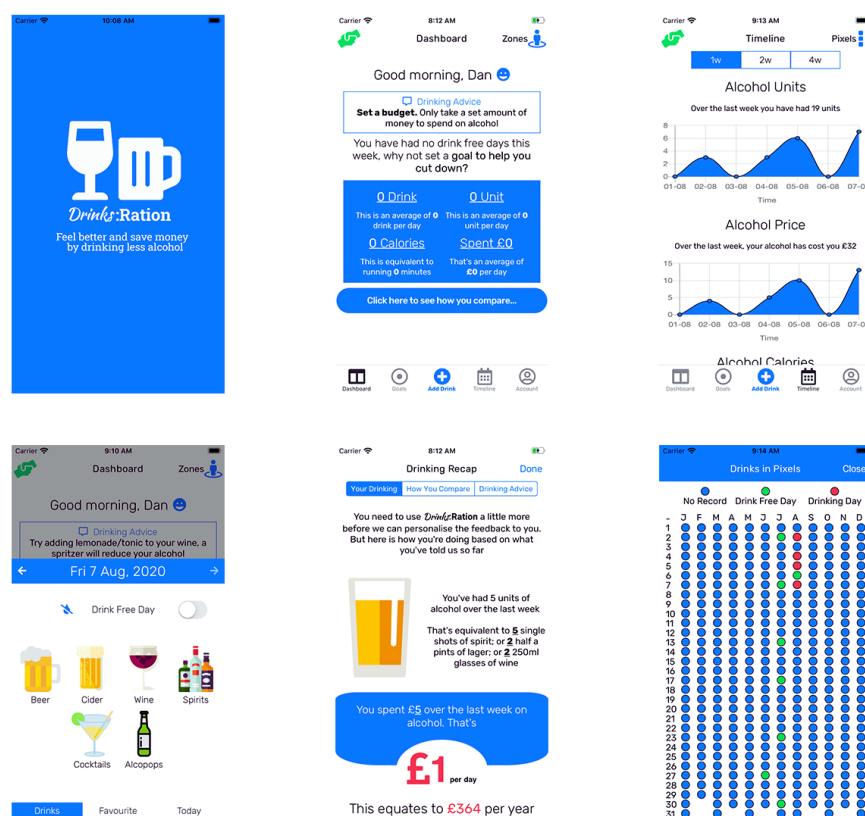 Carrier
10:08 AM
Drinks:Ration
Feel better and save money
by drinking less alcohol
Carrier
8:12 AM
Dashboard
Zones
Good morning, Dan
Drinking Advice
Set a budget. Only take a set amount of
money to spend on alcohol
You have had no drink free days this
week, why not set a goal to help you
cut down?
0 Drink
0 Unit
This is an average of 0
drink per day
This is an average of 0
unit per day
0 Calories
Spent £0
This is equivalent to
running 0 minutes
That's an average of
£0 per day
Click here to see how you compare...
Dashboard
Goals
Add Drink
Timeline
Account
Carrier
9:13 AM
Timeline
Pixels
1w
2w
4w
Alcohol Units
Over the last week you have had 19 units
8
6
4
2
0
01-08 02-08 03-08 04-08 05-08 06-08 07-0
Time
Alcohol Price
Over the last week, your alcohol has cost you £32
15
10
5
0
01-08 02-08 03-08 04-08 05-08 06-08 07-0
Time
Alcohol Calories
Dashboard
Goals
Add Drink
Timeline
Account
Carrier
9:10 AM
Dashboard
Zones
Good morning, Dan
Drinking Advice
Try adding lemonade/tonic to your wine, a
spritzer will reduce your alcohol
Fri 7 Aug, 2020
Drink Free Day
Beer
Cider
Wine
Spirits
Cocktails
Alcopops
Drinks
Favourite
Today
Carrier
8:12 AM
Drinking Recap
Done
Your Drinking
How You Compare
Drinking Advice
You need to use Drinks:Ration a little more
before we can personalise the feedback to you.
But here is how you're doing based on what
you've told us so far
You've had 5 units of
alcohol over the last week
That's equivalent to 5 single
shots of spirit; or 2 half a
pints of lager; or 2 250ml
glasses of wine
You spent £5 over the last week on
alcohol. That's
£1 per day
This equates to £364 per year
Carrier
9:14 AM
Drinks in Pixels
Close
No Record
Drink Free Day
Drinking Day
- J F M A M J J A S O N D
1
2
3
4
5
6
7
8
9
10
11
12
13
14
15
16
17
18
19
20
21
22
23
24
25
26
27
28
29
30
31